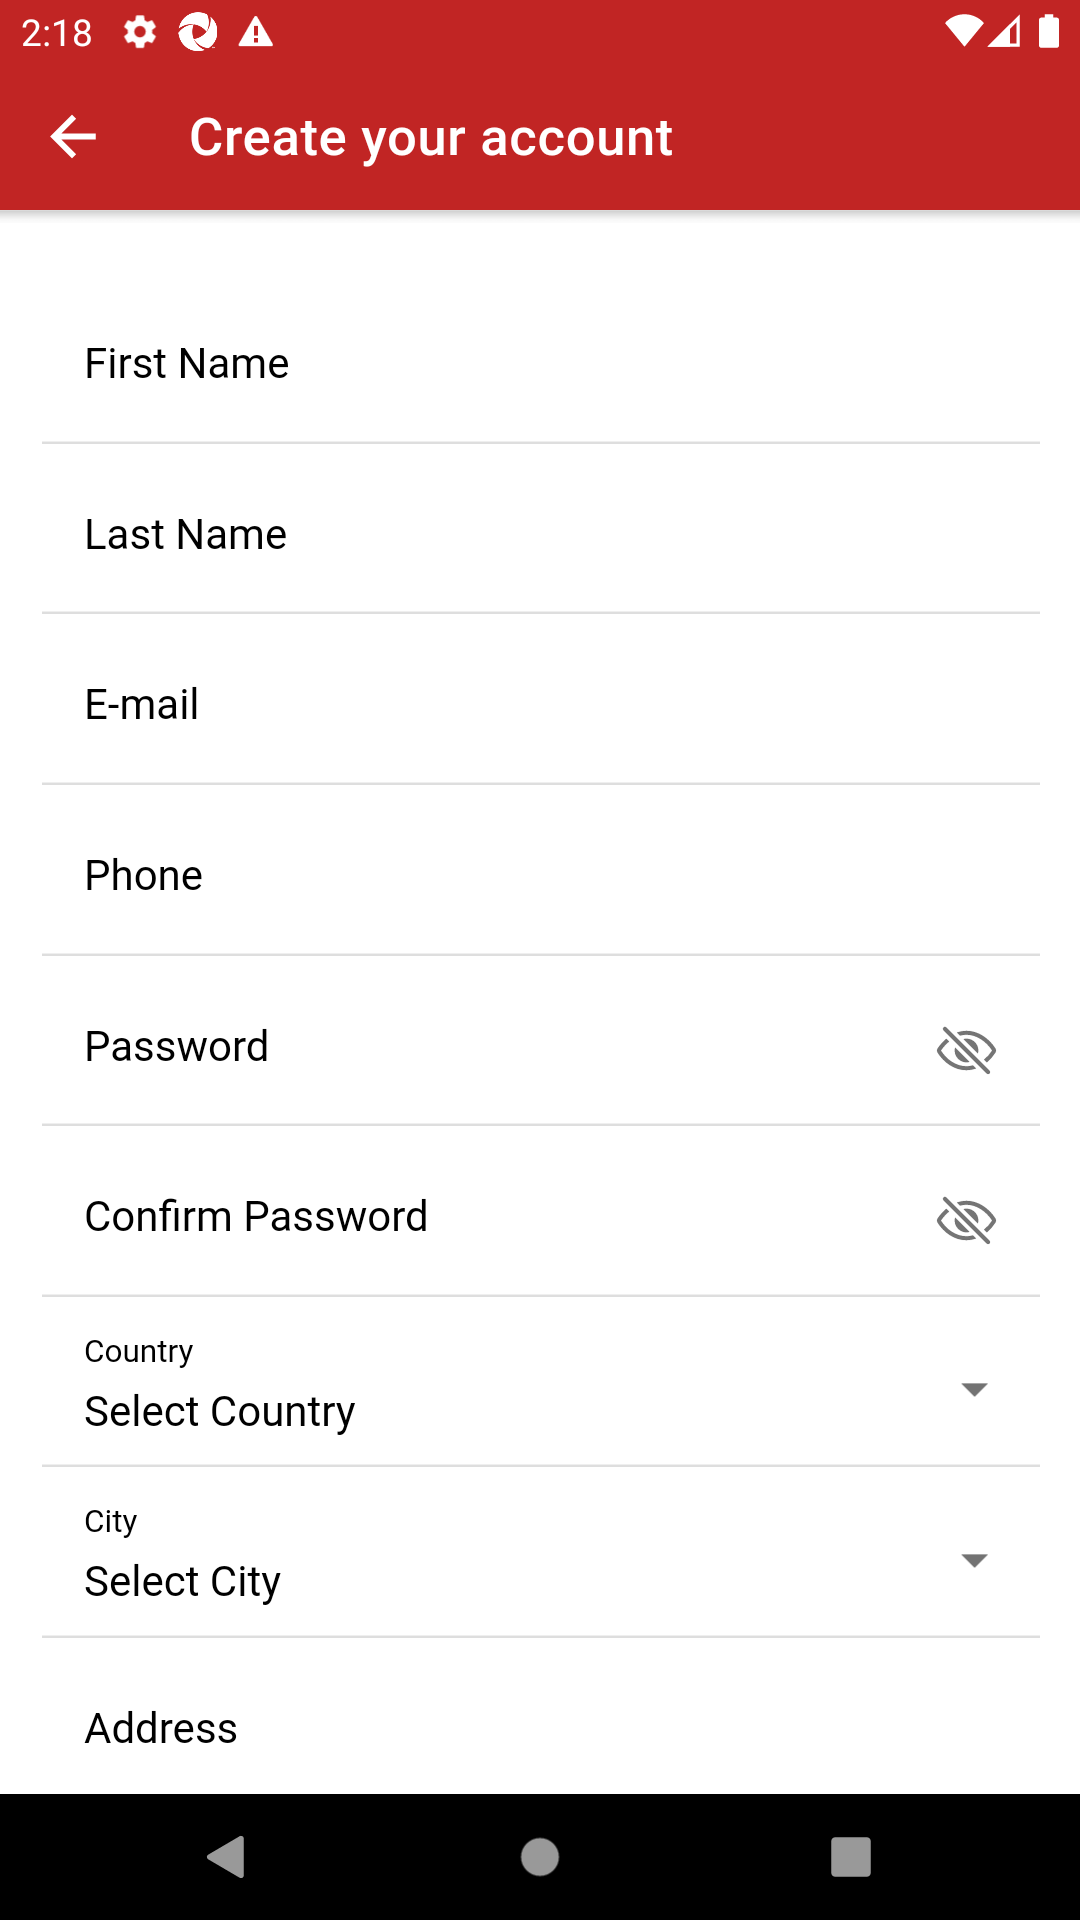 2:18
Create your account
First Name
Last Name
E-mail
Phone
Password
Confirm Password
Country
Select Country
City
Select City
Address